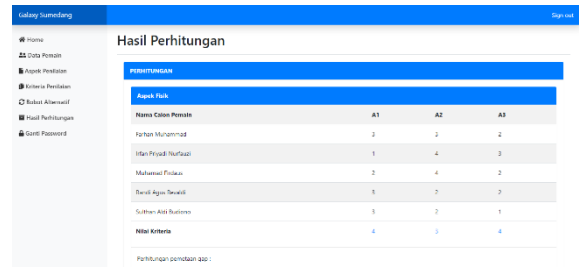 Galaxy Sumedang
Sign out
Home
Data Pemain
Aspek Penilaian
Kriteria Penilaian
Bobot Alternatif
Hasil Perhitungan
Ganti Password
Hasil Perhitungan
PERHITUNGAN
Aspek Fisik
Nama Calon Pemain A1 A2 A3
Farhan Muhammad 3 3 2
Irfan Friyadi Nurfauzi 1 4 3
Muhamad Firdaus 2 4 2
Randi Agus 3 2 2
Aldi Budiono 3 2 1
Nilai Kriteria 4 3 4
Perhitungan pemetaan gap :